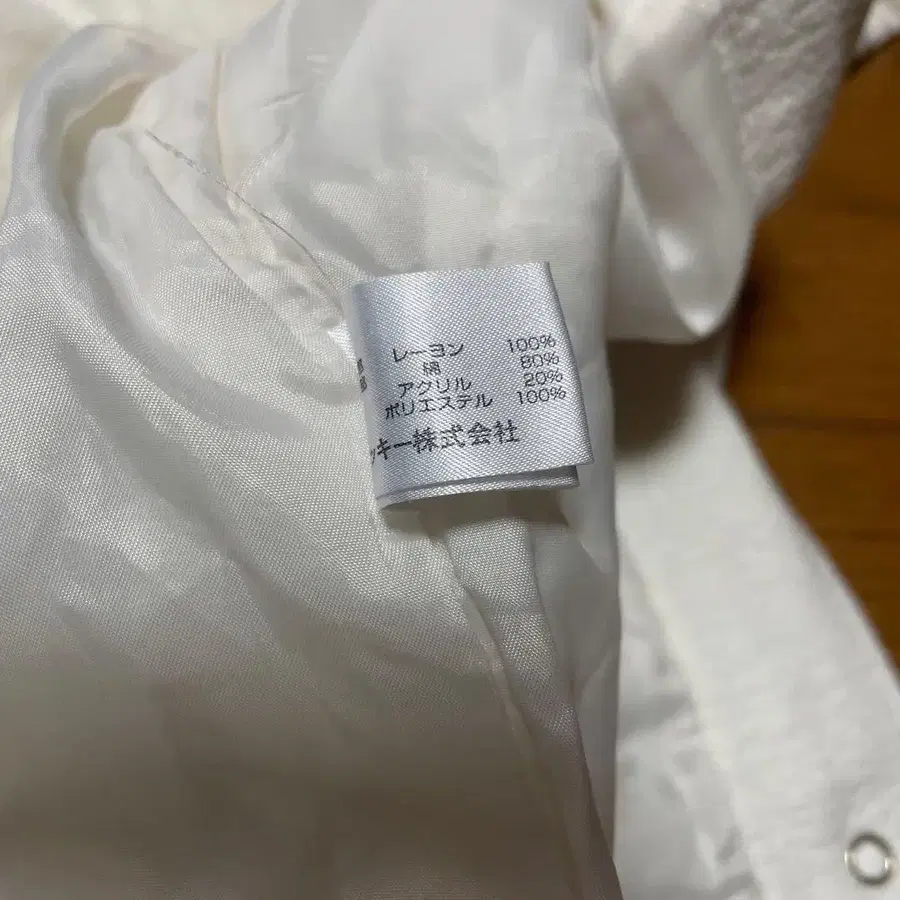 レーヨン 100%
綿 80%
アクリル 20%
ポリエステル 100%
ッキー株式会社